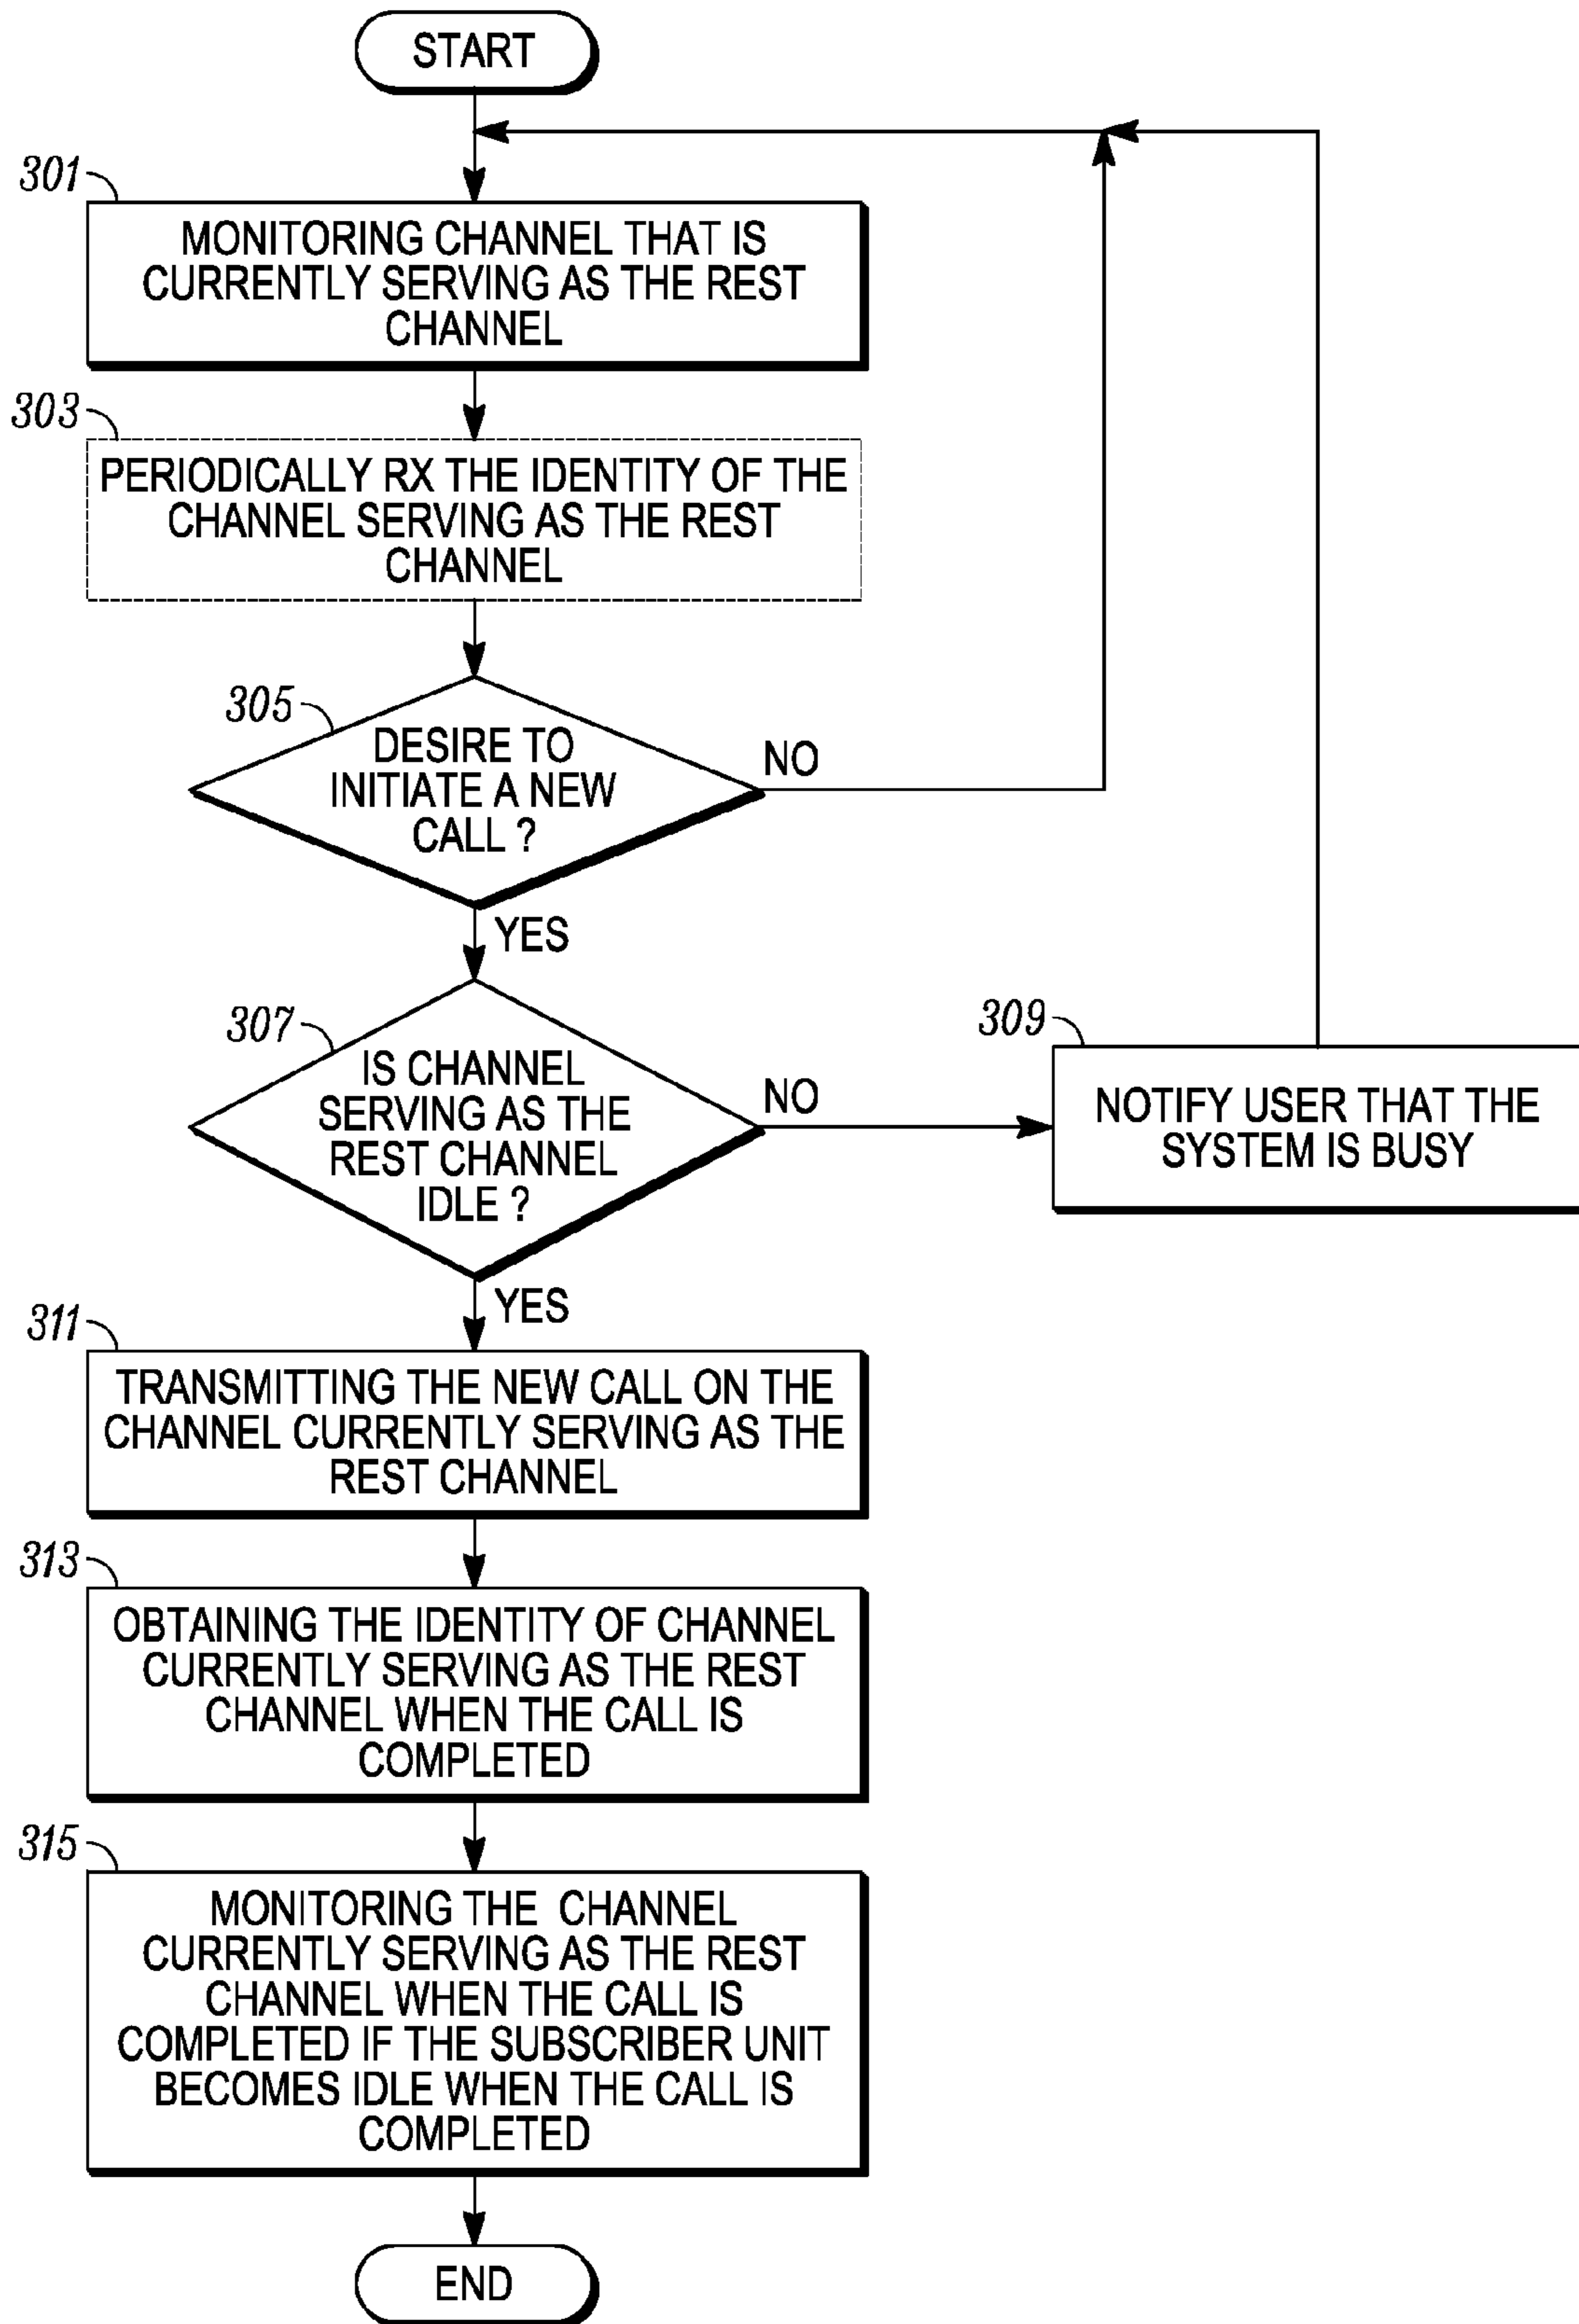 START
301
MONITORING CHANNEL THAT IS
CURRENTLY SERVING AS THE REST
CHANNEL
303
PERIODICALLY RX THE IDENTITY OF THE
CHANNEL SERVING AS THE REST
CHANNEL
305
DESIRE TO
INITIATE A NEW
CALL ?
NO
YES
307
IS CHANNEL
SERVING AS THE
REST CHANNEL
IDLE ?
NO
309
NOTIFY USER THAT THE
SYSTEM IS BUSY
YES
311
TRANSMITTING THE NEW CALL ON THE
CHANNEL CURRENTLY SERVING AS THE
REST CHANNEL
313
OBTAINING THE IDENTITY OF CHANNEL
CURRENTLY SERVING AS THE REST
CHANNEL WHEN THE CALL IS
COMPLETED
315
MONITORING THE CHANNEL
CURRENTLY SERVING AS THE REST
CHANNEL WHEN THE CALL IS
COMPLETED IF THE SUBSCRIBER UNIT
BECOMES IDLE WHEN THE CALL IS
COMPLETED
END